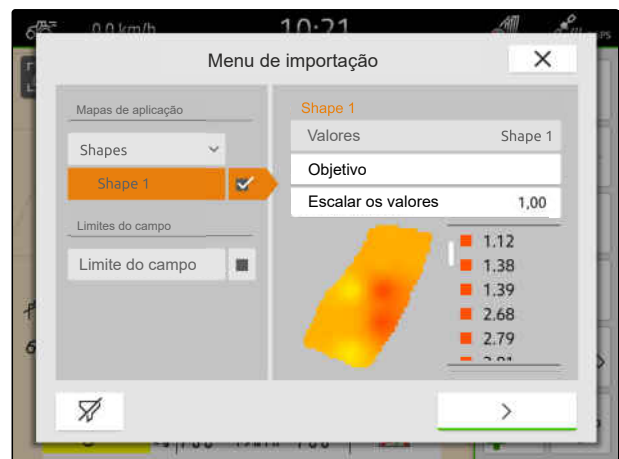 0.0 km/h 10:21
Menu de importação
Mapas de aplicação
Shapes
Shape 1
Limites do campo
Limite do campo
Shape 1
Valores Shape 1
Objetivo
Escalar os valores 1,00
1.12
1.38
1.39
2.68
2.79